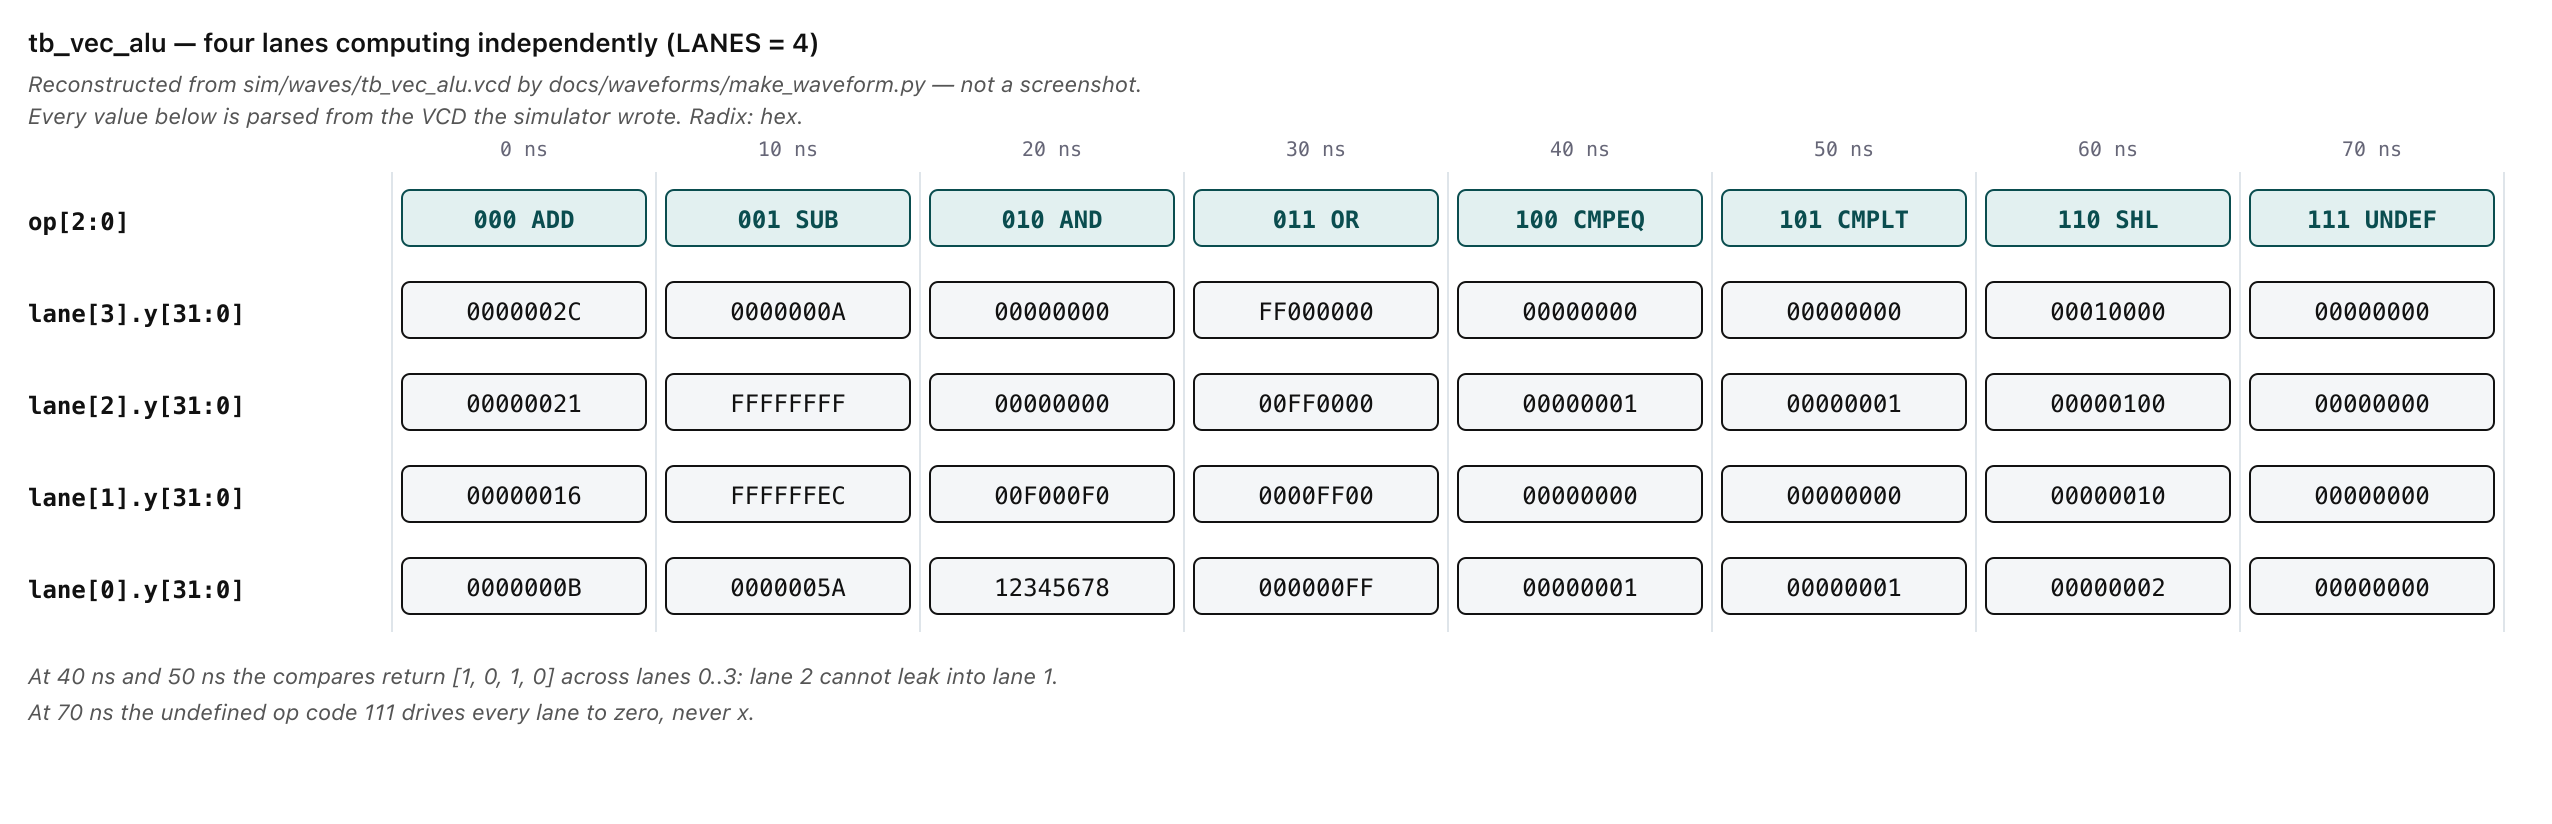 tb_vec_alu — four lanes computing independently (LANES = 4)
Reconstructed from sim/waves/tb_vec_alu.vcd by docs/waveforms/make_waveform.py — not a screenshot.
Every value below is parsed from the VCD the simulator wrote. Radix: hex.
0 ns 10 ns 20 ns 30 ns 40 ns 50 ns 60 ns 70 ns
op[2:0] 000 ADD 001 SUB 010 AND 011 OR 100 CMPEQ 101 CMPLT 110 SHL 111 UNDEF
lane[3].y[31:0] 0000002C 0000000A 00000000 FF000000 00000000 00000000 00010000 00000000
lane[2].y[31:0] 00000021 FFFFFFFF 00000000 00FF0000 00000001 00000001 00000100 00000000
lane[1].y[31:0] 00000016 FFFFFFEC 00F000F0 0000FF00 00000000 00000000 00000010 00000000
lane[0].y[31:0] 0000000B 0000005A 12345678 000000FF 00000001 00000001 00000002 00000000
At 40 ns and 50 ns the compares return [1, 0, 1, 0] across lanes 0..3: lane 2 cannot leak into lane 1.
At 70 ns the undefined op code 111 drives every lane to zero, never x.